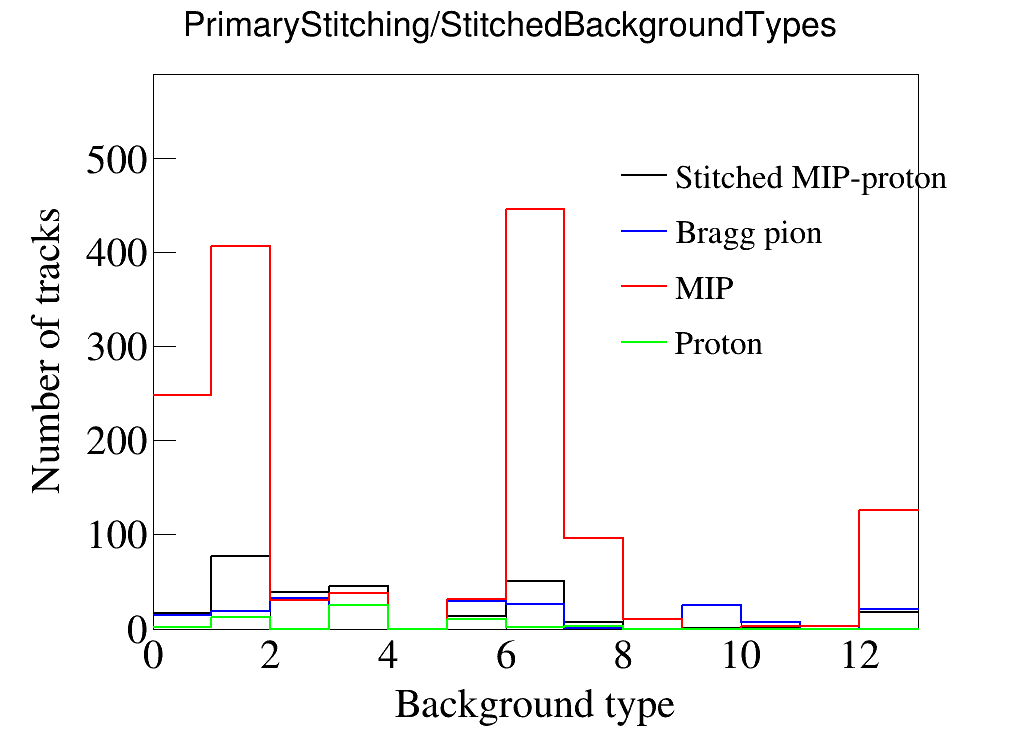 PrimaryStitching/StitchedBackgroundTypes
Number of tracks
500
400
300
200
100
0
Stitched MIP-proton
Bragg pion
MIP
Proton
0 2 4 6 8 10 12
Background type